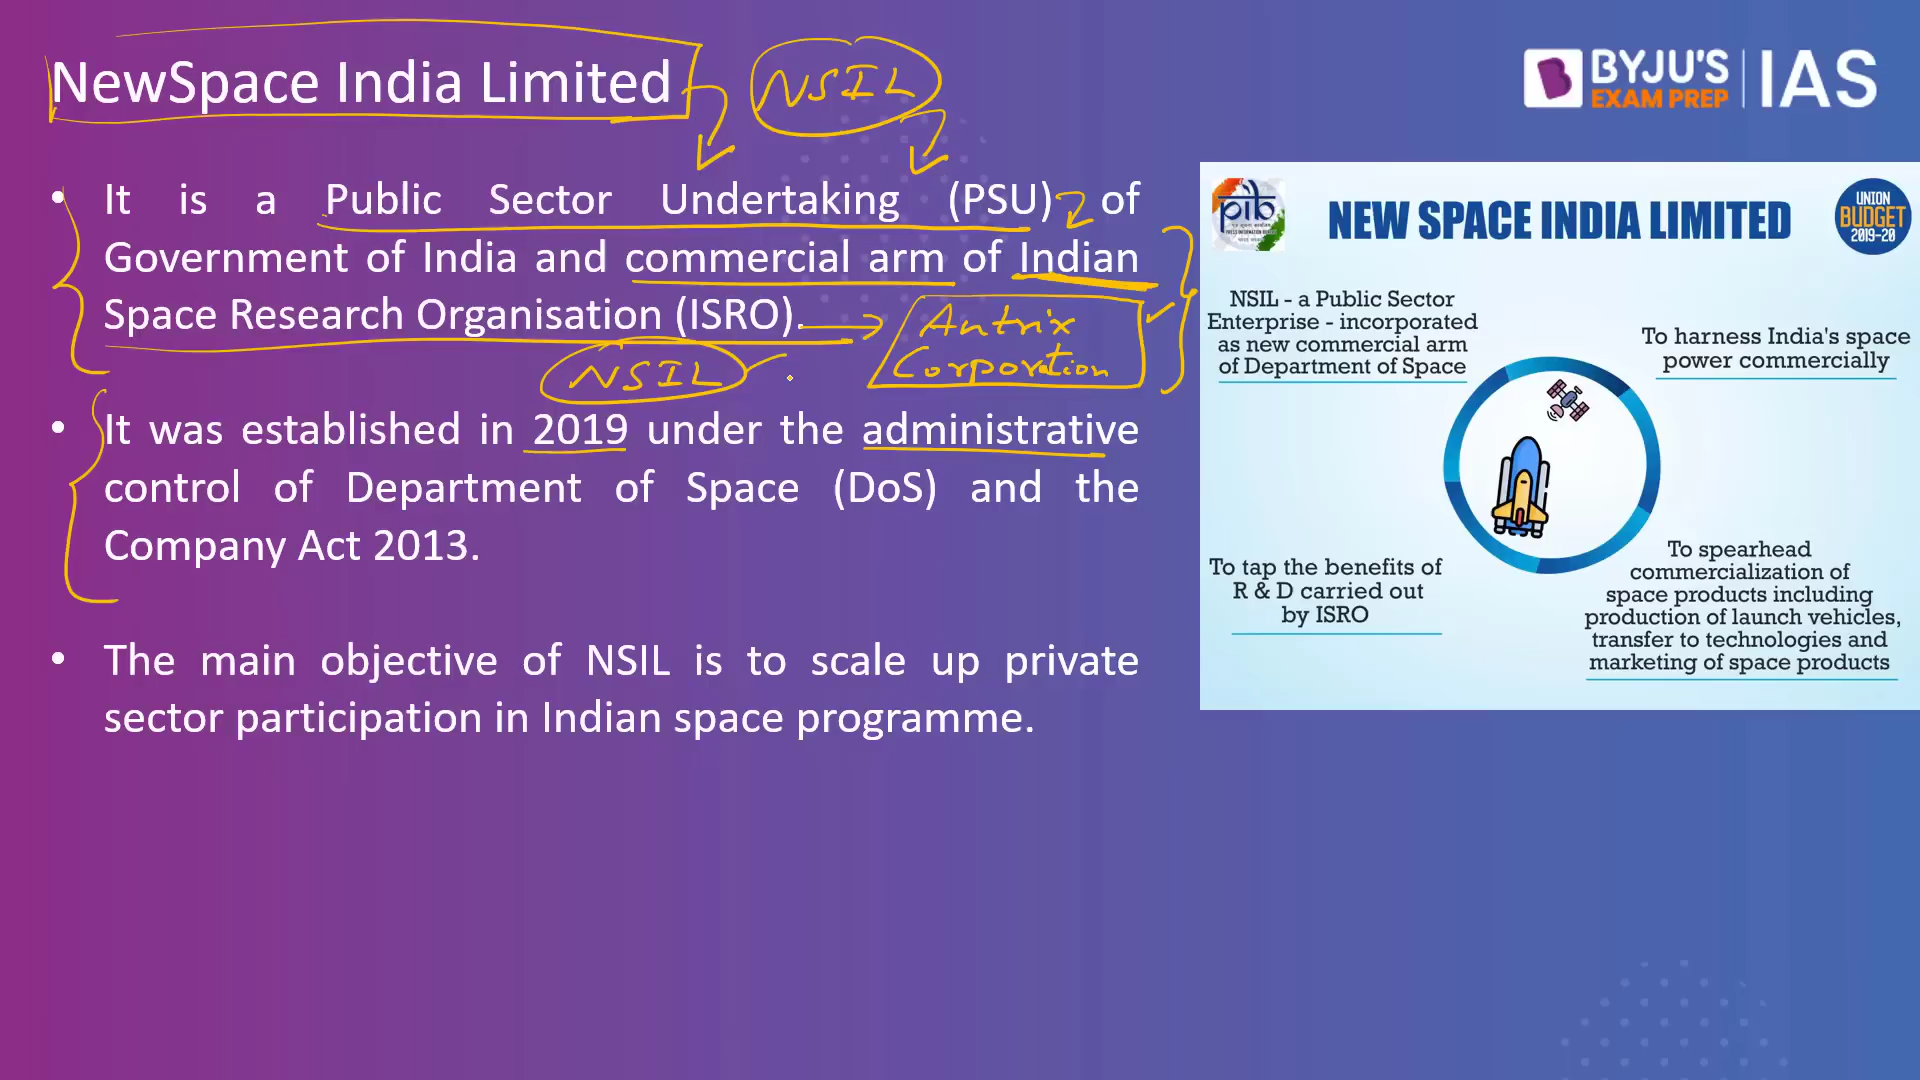 NewSpace India Limited
NSIL
BYJU'S
EXAM PREP
IAS
• It is a Public Sector Undertaking (PSU) of
Government of India and commercial arm of Indian
Space Research Organisation (ISRO).
Antrix
Corporation
NSIL
• It was established in 2019 under the administrative
control of Department of Space (DoS) and the
Company Act 2013.
• The main objective of NSIL is to scale up private
sector participation in Indian space programme.
pib
NEW SPACE INDIA LIMITED
UNION
BUDGET
2019-20
NSIL - a Public Sector
Enterprise - incorporated
as new commercial arm
of Department of Space
To harness India's space
power commercially
To tap the benefits of
R & D carried out
by ISRO
To spearhead
commercialization of
space products including
production of launch vehicles,
transfer to technologies and
marketing of space products